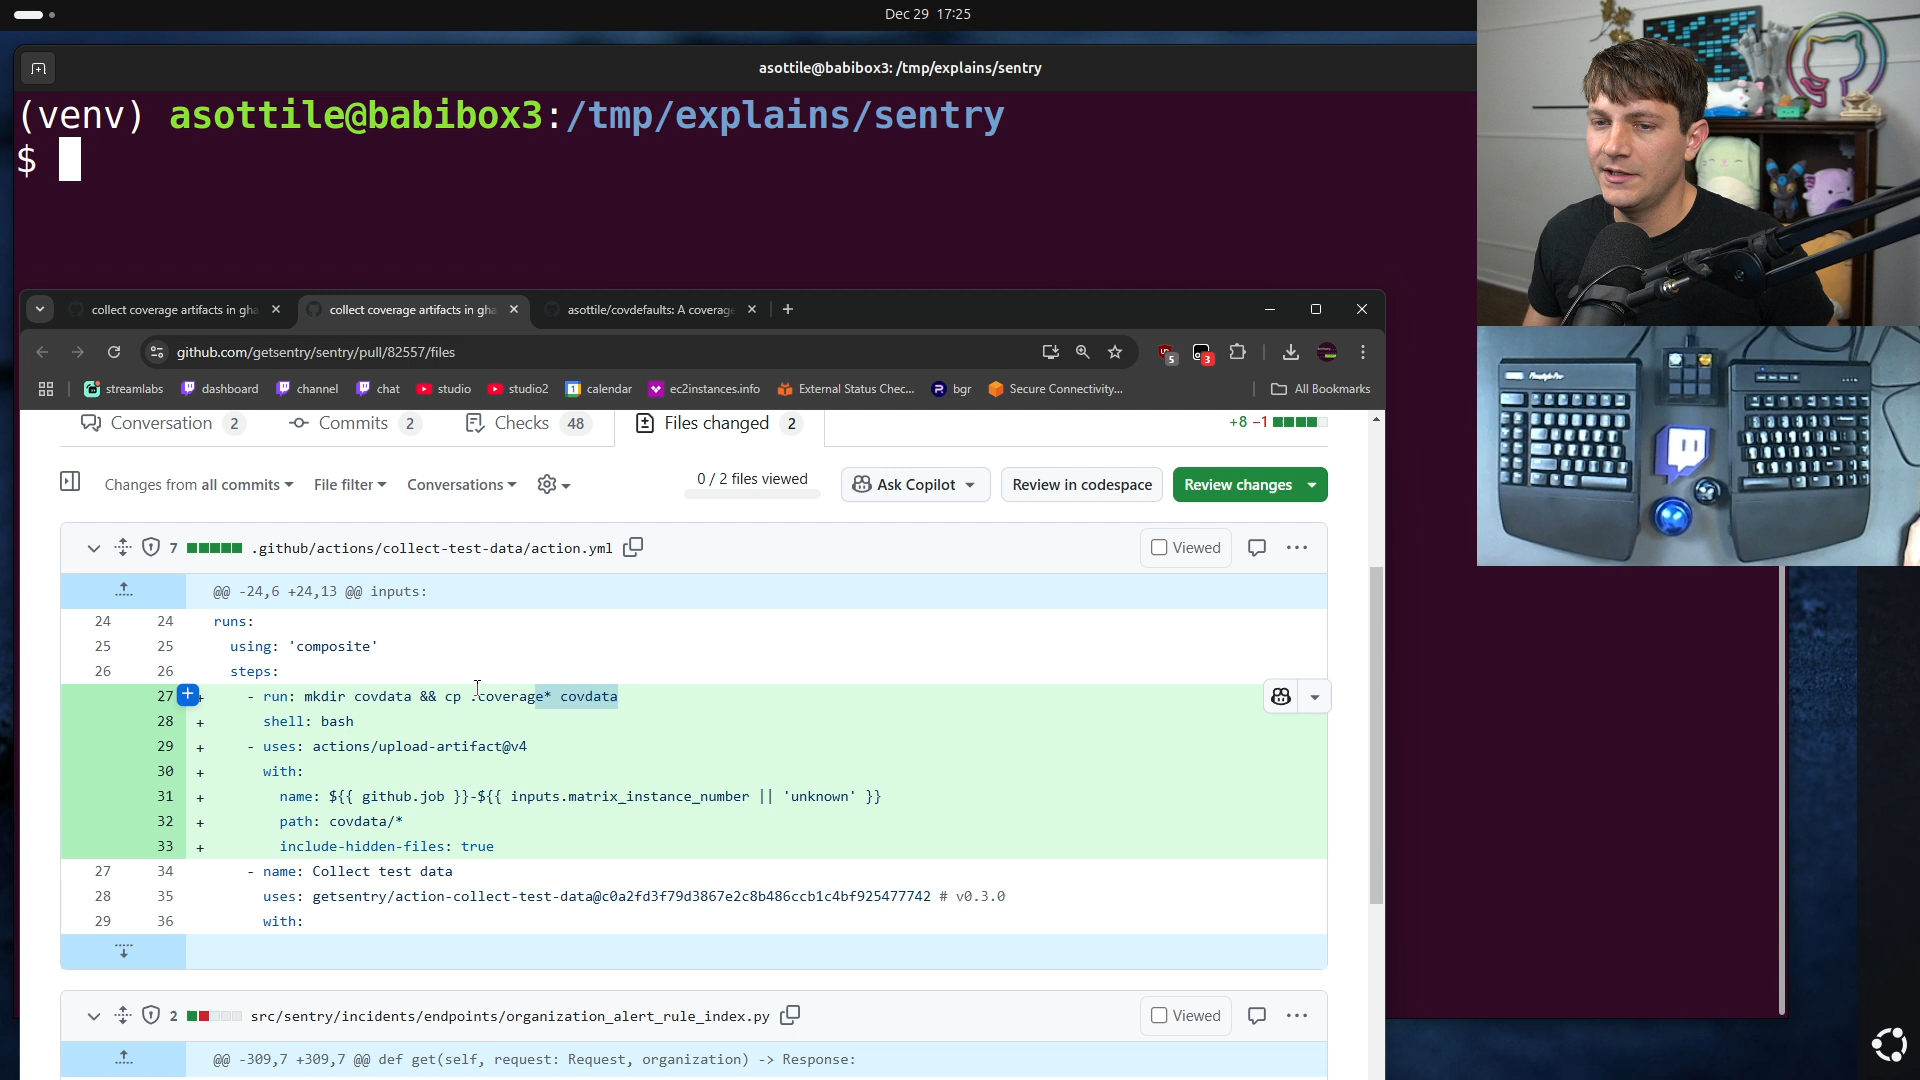 Dec 29 17:25
asottile@babibox3: /tmp/explains/sentry
(venv) asottile@babibox3:/tmp/explains/sentry
$
collect coverage artifacts in gha
collect coverage artifacts in gha
asottile/covdefaults: A coverage
github.com/getsentry/sentry/pull/82557/files
5
3
streamlabs
dashboard
channel
chat
studio
studio2
calendar
ec2instances.info
External Status Chec...
bgr
Secure Connectivity...
All Bookmarks
Conversation 2
Commits 2
Checks 48
Files changed 2
+8 −1
Changes from all commits
File filter
Conversations
0 / 2 files viewed
Ask Copilot
Review in codespace
Review changes
7 .github/actions/collect-test-data/action.yml
Viewed
@@ -24,6 +24,13 @@ inputs:
24 24 runs:
25 25 using: 'composite'
26 26 steps:
27 + - run: mkdir covdata && cp .coverage* covdata
28 + shell: bash
29 + - uses: actions/upload-artifact@v4
30 + with:
31 + name: ${{ github.job }}-${{ inputs.matrix_instance_number || 'unknown' }}
32 + path: covdata/*
33 + include-hidden-files: true
27 34 - name: Collect test data
28 35 uses: getsentry/action-collect-test-data@c0a2fd3f79d3867e2c8b486ccb1c4bf925477742 # v0.3.0
29 36 with:
2 src/sentry/incidents/endpoints/organization_alert_rule_index.py
Viewed
@@ -309,7 +309,7 @@ def get(self, request: Request, organization) -> Response: